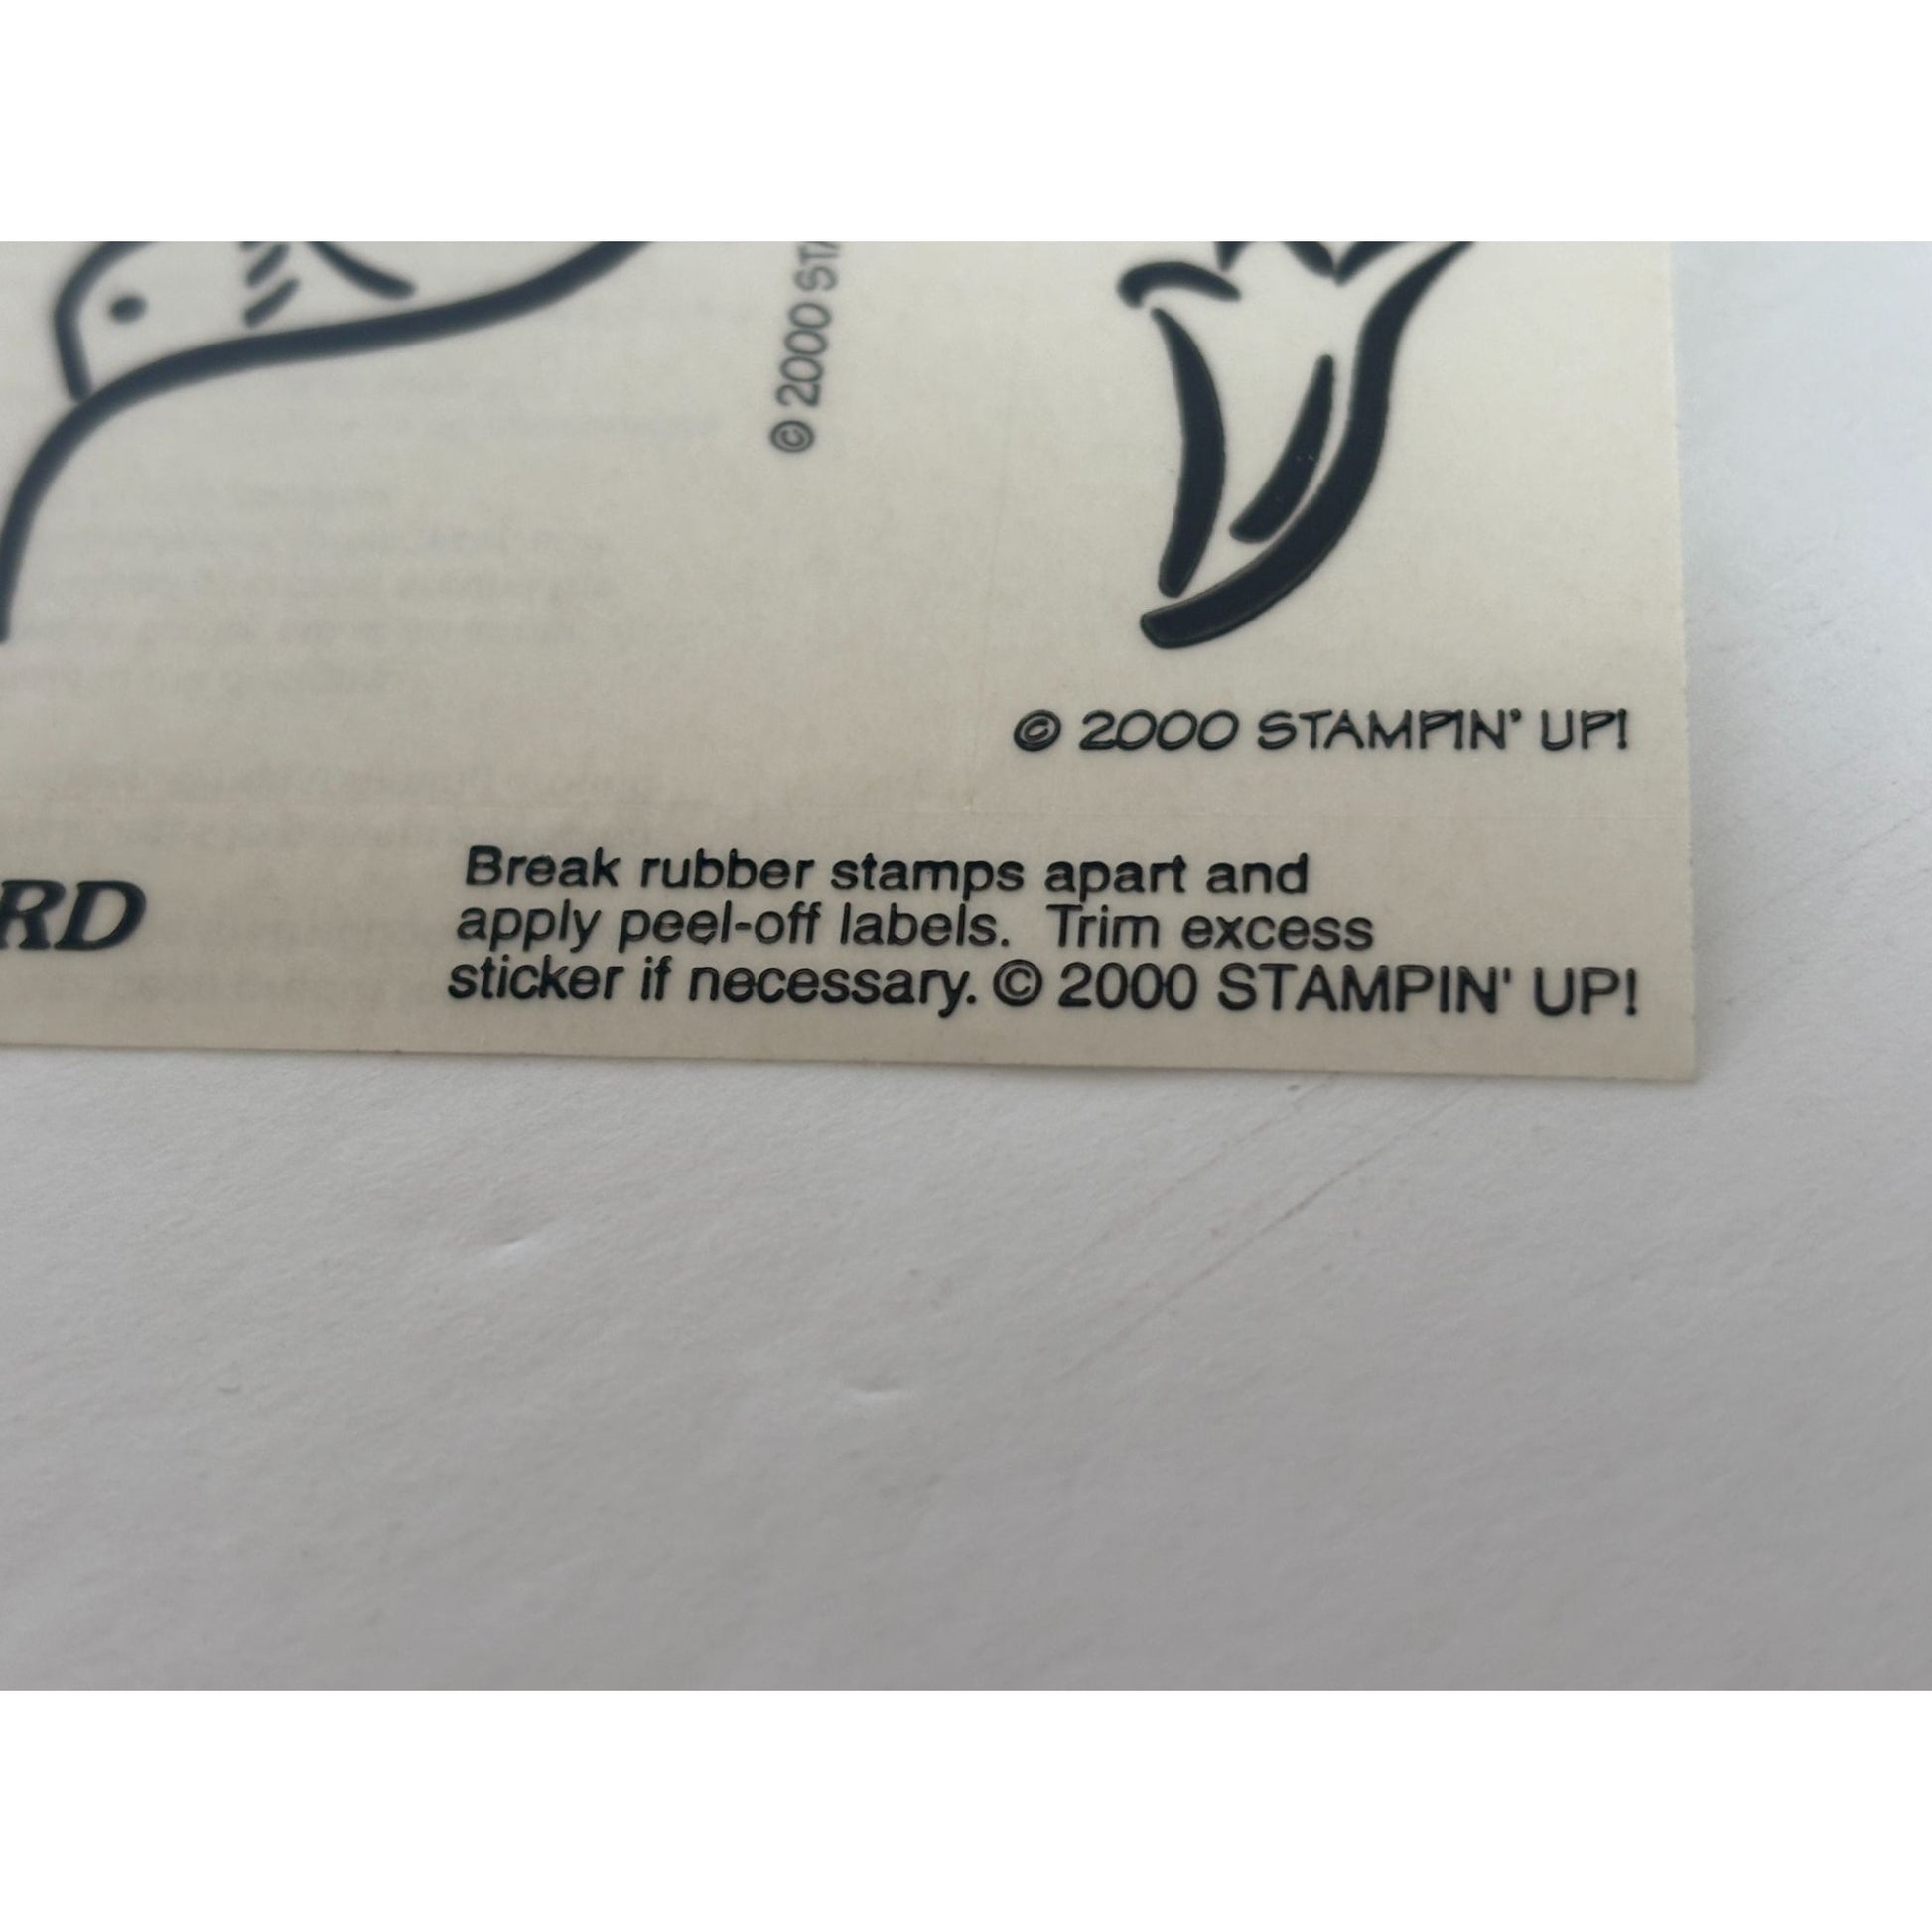 © 2000 STA
© 2000 STAMPIN' UP!
RD
Break rubber stamps apart and
apply peel-off labels. Trim excess
sticker if necessary. © 2000 STAMPIN' UP!